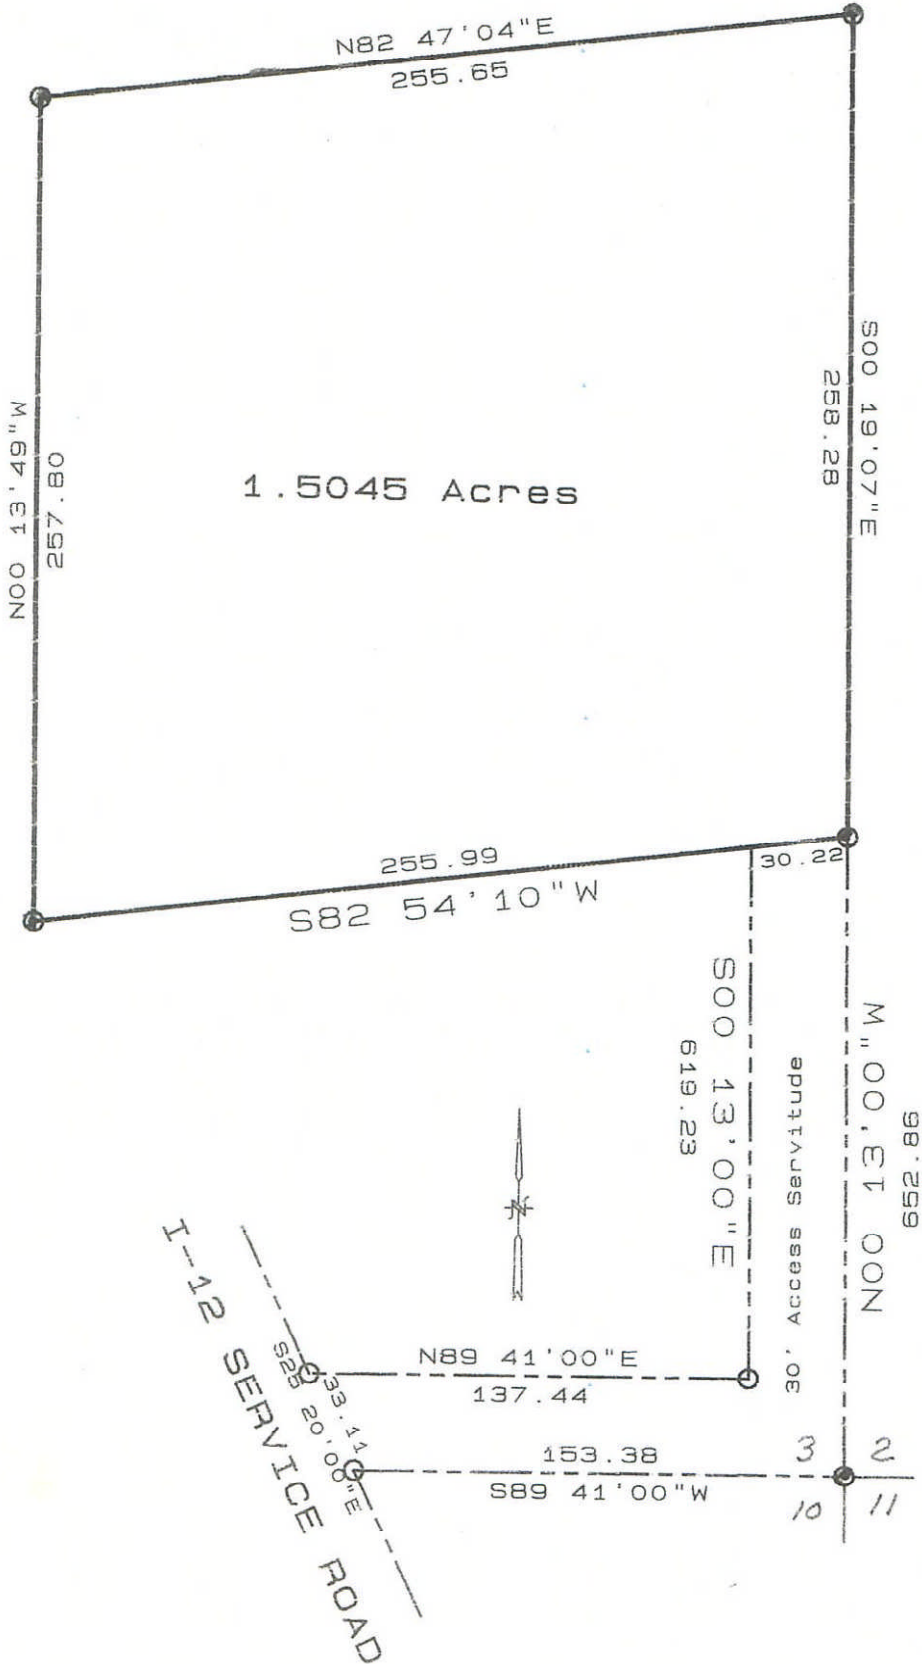 N82 47'04"E
255.65
S00 19'07"E
258.28
N00 13'49"W
257.80
1.5045 Acres
255.99
30.22
S82 54'10"W
S00 13'00"E
619.23
30' Access Servitude
N00 13'00"W
652.86
N
I-12 SERVICE ROAD
S25 20'00"E
33.11
N89 41'00"E
137.44
153.38
S89 41'00"W
3 2
10 11